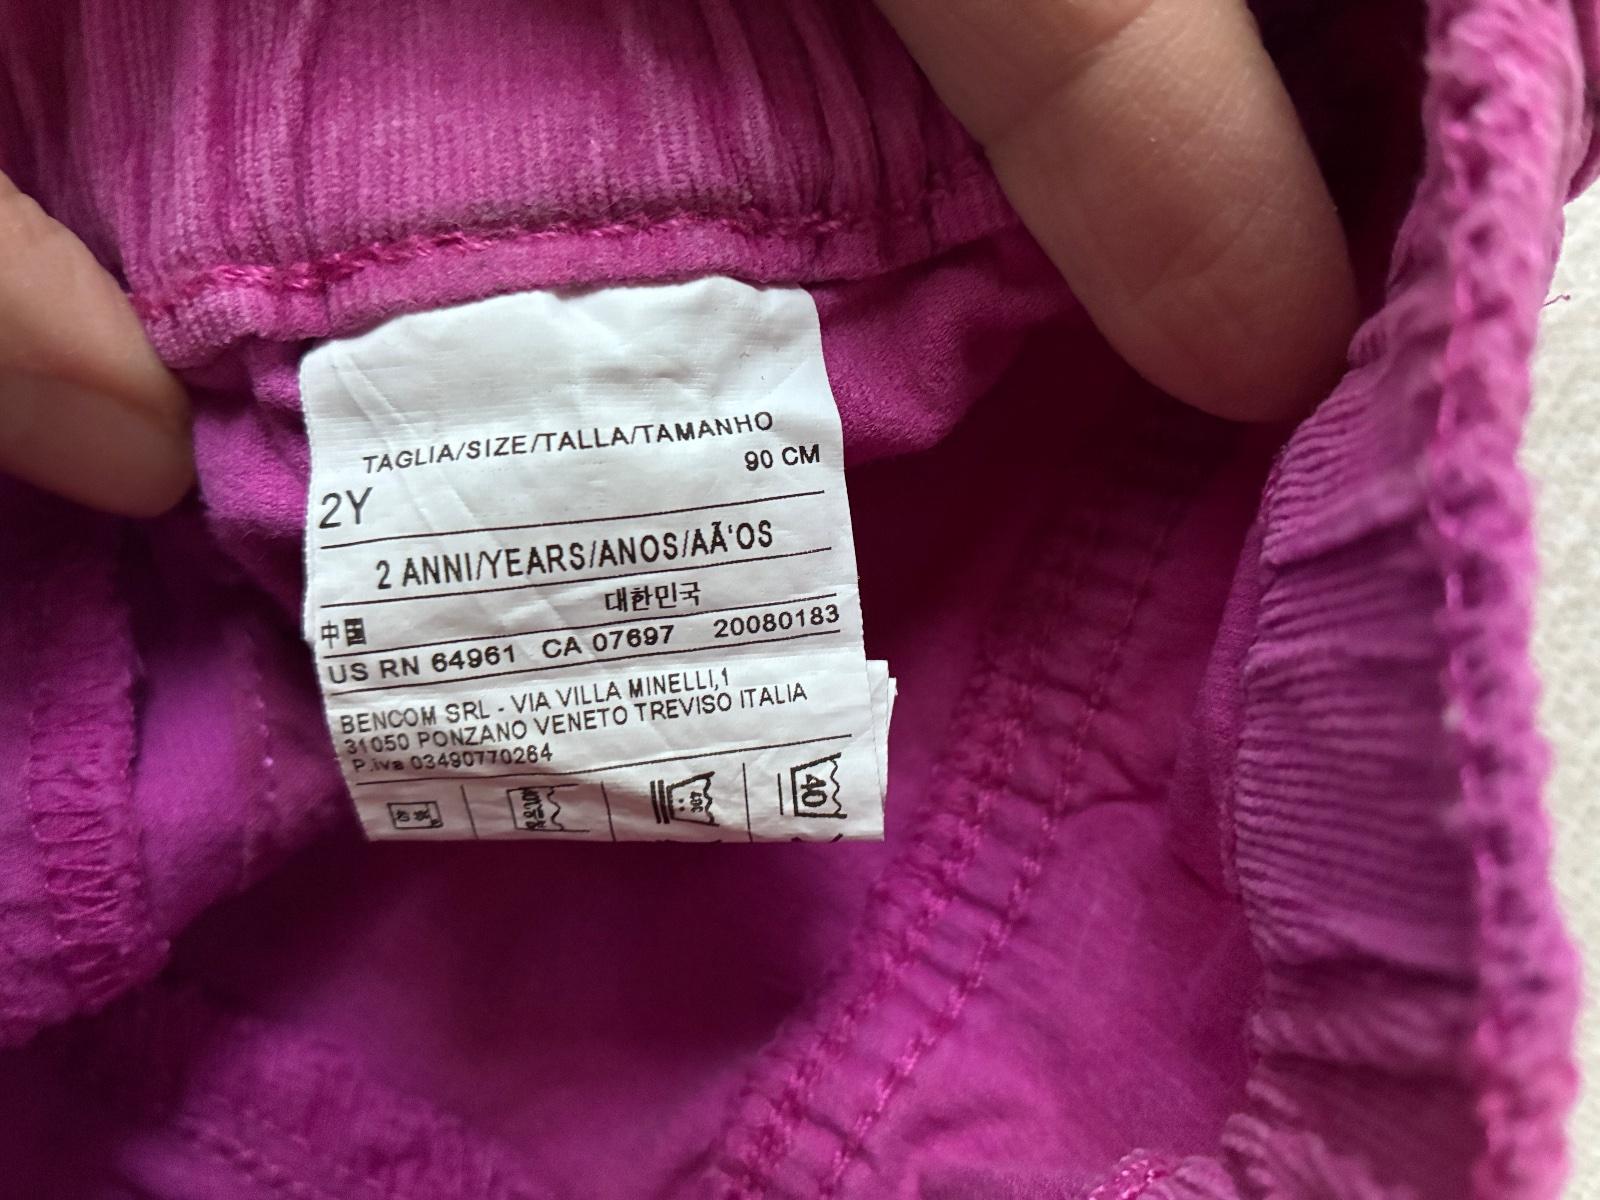 TAGLIA/SIZE/TALLA/TAMANHO
90 CM
2Y
2 ANNI/YEARS/ANOS/AÃ‘OS
대한민국
中国
US RN 64961 CA 07697 20080183
BENCOM SRL - VIA VILLA MINELLI,1
31050 PONZANO VENETO TREVISO ITALIA
P.iva 03490770264
40